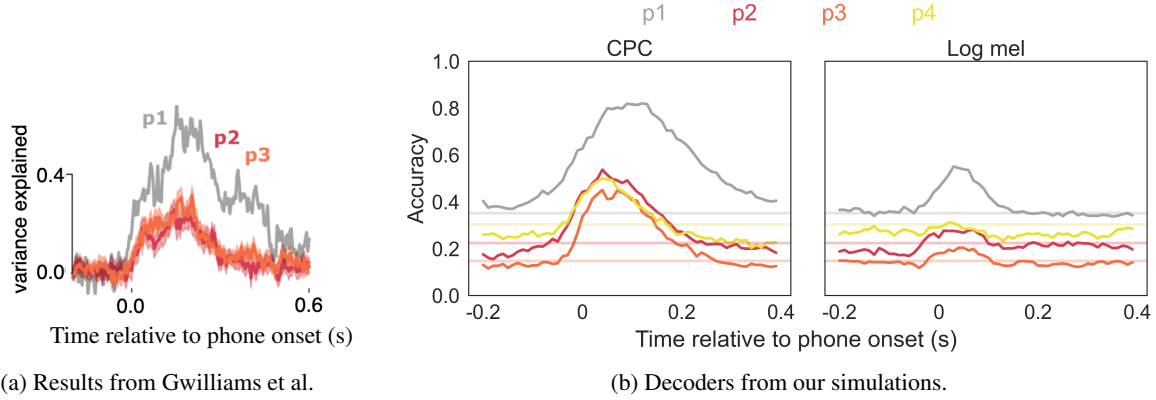 p1 p2 p3 p4
CPC Log mel
p1
p2
p3
variance explained
0.4
0.0
0.0 0.6
Time relative to phone onset (s)
(a) Results from Gwilliams et al.
Accuracy
1.0
0.8
0.6
0.4
0.2
0.0
-0.2 0 0.2 0.4 -0.2 0 0.2 0.4
Time relative to phone onset (s)
(b) Decoders from our simulations.